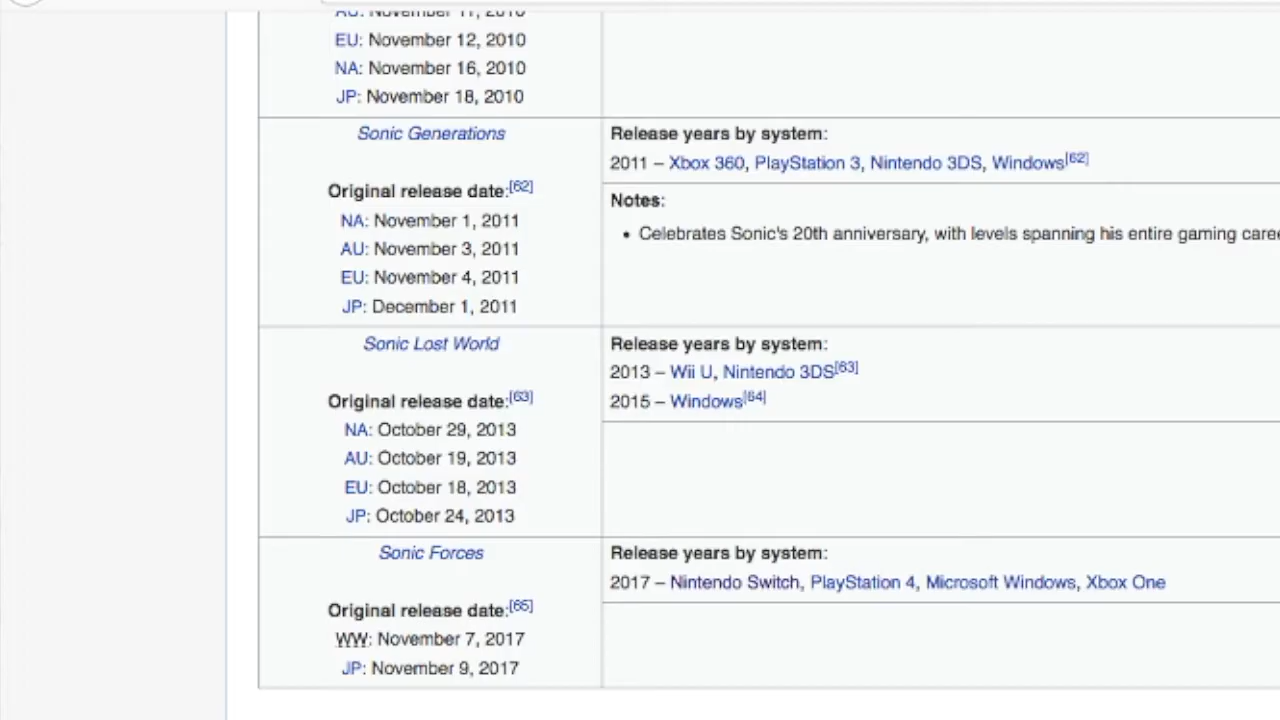 AU: November 11, 2010
EU: November 12, 2010
NA: November 16, 2010
JP: November 18, 2010
Sonic Generations
Original release date:[62]
NA: November 1, 2011
AU: November 3, 2011
EU: November 4, 2011
JP: December 1, 2011
Release years by system:
2011 – Xbox 360, PlayStation 3, Nintendo 3DS, Windows[62]
Notes:
• Celebrates Sonic's 20th anniversary, with levels spanning his entire gaming caree
Sonic Lost World
Original release date:[63]
NA: October 29, 2013
AU: October 19, 2013
EU: October 18, 2013
JP: October 24, 2013
Release years by system:
2013 – Wii U, Nintendo 3DS[63]
2015 – Windows[64]
Sonic Forces
Original release date:[65]
WW: November 7, 2017
JP: November 9, 2017
Release years by system:
2017 – Nintendo Switch, PlayStation 4, Microsoft Windows, Xbox One